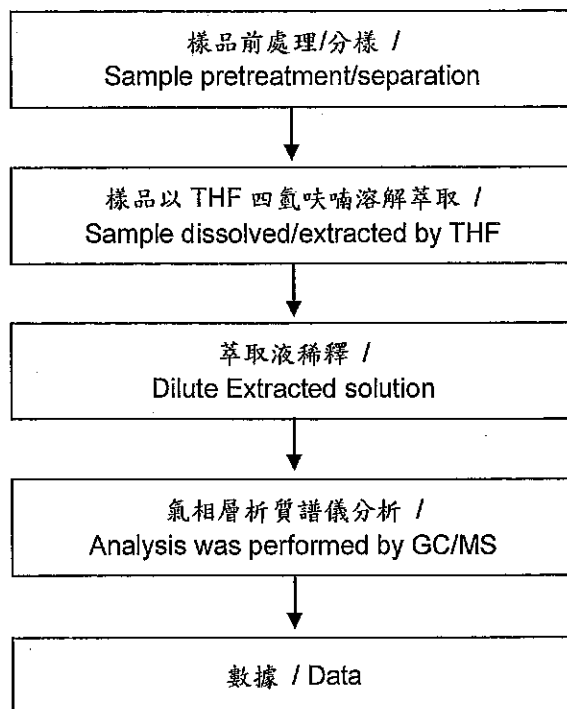 樣品前處理/分樣 /
Sample pretreatment/separation
樣品以 THF 四氫呋喃溶解萃取 /
Sample dissolved/extracted by THF
萃取液稀釋 /
Dilute Extracted solution
氣相層析質譜儀分析 /
Analysis was performed by GC/MS
數據 / Data